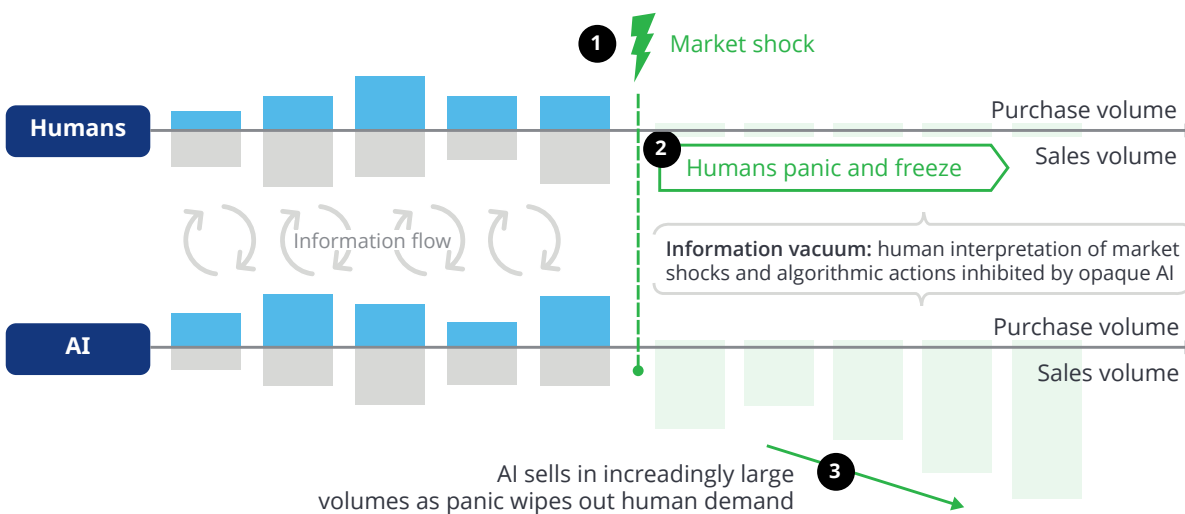 1
Market shock
Humans
Purchase volume
Sales volume
2
Humans panic and freeze
Information flow
Information vacuum: human interpretation of market
shocks and algorithmic actions inhibited by opaque AI
AI
Purchase volume
Sales volume
3
AI sells in increadingly large
volumes as panic wipes out human demand